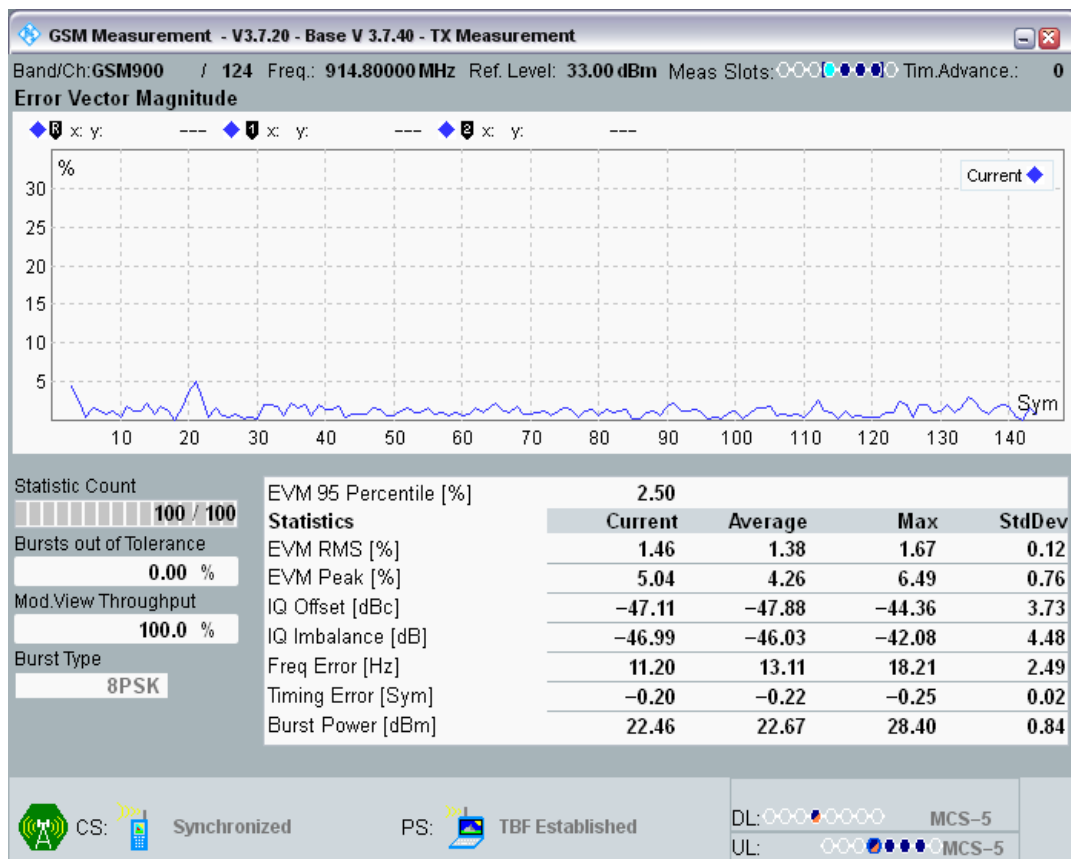 GSM Measurement - V3.7.20 - Base V 3.7.40 - TX Measurement
Band/Ch:GSM900 / 124 Freq.: 914.80000 MHz Ref. Level: 33.00 dBm Meas Slots: Tim.Advance.: 0
Error Vector Magnitude
R x: y: --- 1 x: y: --- 2 x: y: ---
%
Current
30
25
20
15
10
5
Sym
10 20 30 40 50 60 70 80 90 100 110 120 130 140
Statistic Count
100 / 100
Bursts out of Tolerance
0.00 %
Mod.View Throughput
100.0 %
Burst Type
8PSK
EVM 95 Percentile [%] 2.50
Statistics Current Average Max StdDev
EVM RMS [%] 1.46 1.38 1.67 0.12
EVM Peak [%] 5.04 4.26 6.49 0.76
IQ Offset [dBc] −47.11 −47.88 −44.36 3.73
IQ Imbalance [dB] −46.99 −46.03 −42.08 4.48
Freq Error [Hz] 11.20 13.11 18.21 2.49
Timing Error [Sym] −0.20 −0.22 −0.25 0.02
Burst Power [dBm] 22.46 22.67 28.40 0.84
CS: Synchronized PS: TBF Established
DL: MCS−5
UL: MCS−5